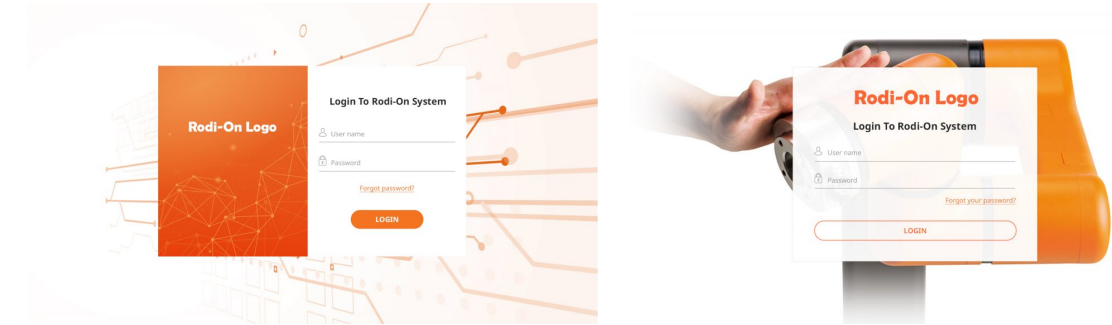 Login To Rodi-On System
Rodi-On Logo
User name
Password
Forgot password?
LOGIN
Rodi-On Logo
Login To Rodi-On System
User name
Password
Forgot your password?
LOGIN